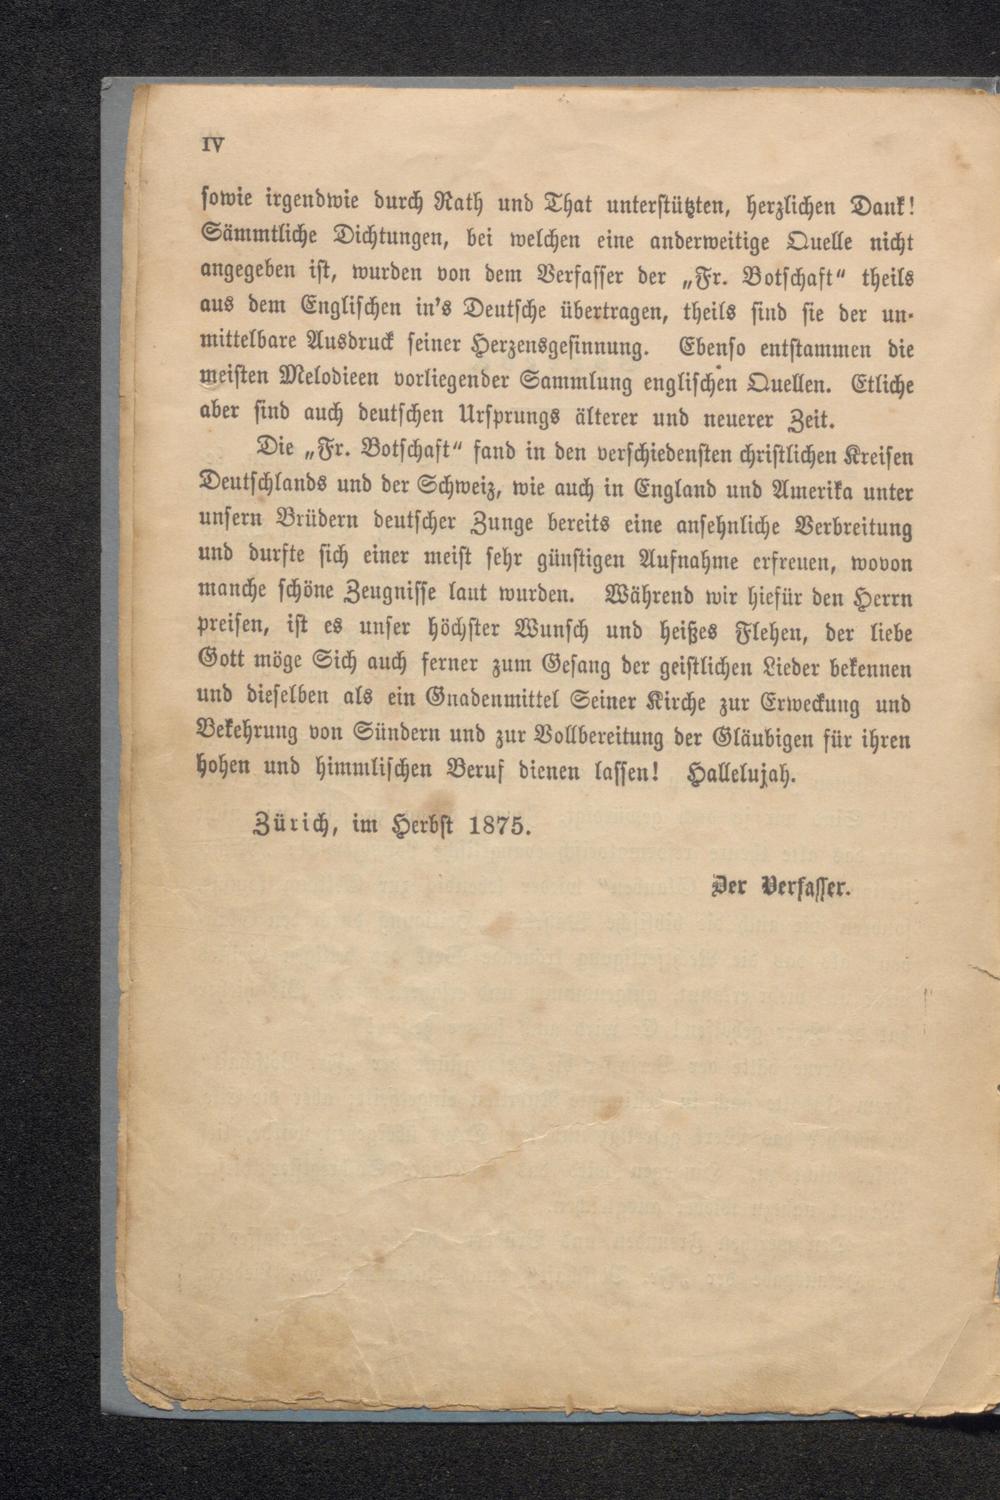 IV
sowie irgendwie durch Rath und That unterstützten, herzlichen Dank!
Sämmtliche Dichtungen, bei welchen eine anderweitige Quelle nicht
angegeben ist, wurden von dem Verfasser der „Fr. Botschaft“ theils
aus dem Englischen in's Deutsche übertragen, theils sind sie der un-
mittelbare Ausdruck seiner Herzensgesinnung. Ebenso entstammen die
meisten Melodieen vorliegender Sammlung englischen Quellen. Etliche
aber sind auch deutschen Ursprungs älterer und neuerer Zeit.
Die „Fr. Botschaft“ fand in den verschiedensten christlichen Kreisen
Deutschlands und der Schweiz, wie auch in England und Amerika unter
unsern Brüdern deutscher Zunge bereits eine ansehnliche Verbreitung
und durfte sich einer meist sehr günstigen Aufnahme erfreuen, wovon
manche schöne Zeugnisse laut wurden. Während wir hiefür den Herrn
preisen, ist es unser höchster Wunsch und heißes Flehen, der liebe
Gott möge Sich auch ferner zum Gesang der geistlichen Lieder bekennen
und dieselben als ein Gnadenmittel Seiner Kirche zur Erweckung und
Bekehrung von Sündern und zur Vollbereitung der Gläubigen für ihren
hohen und himmlischen Beruf dienen lassen! Hallelujah.
Zürich, im Herbst 1875.
Der Verfasser.